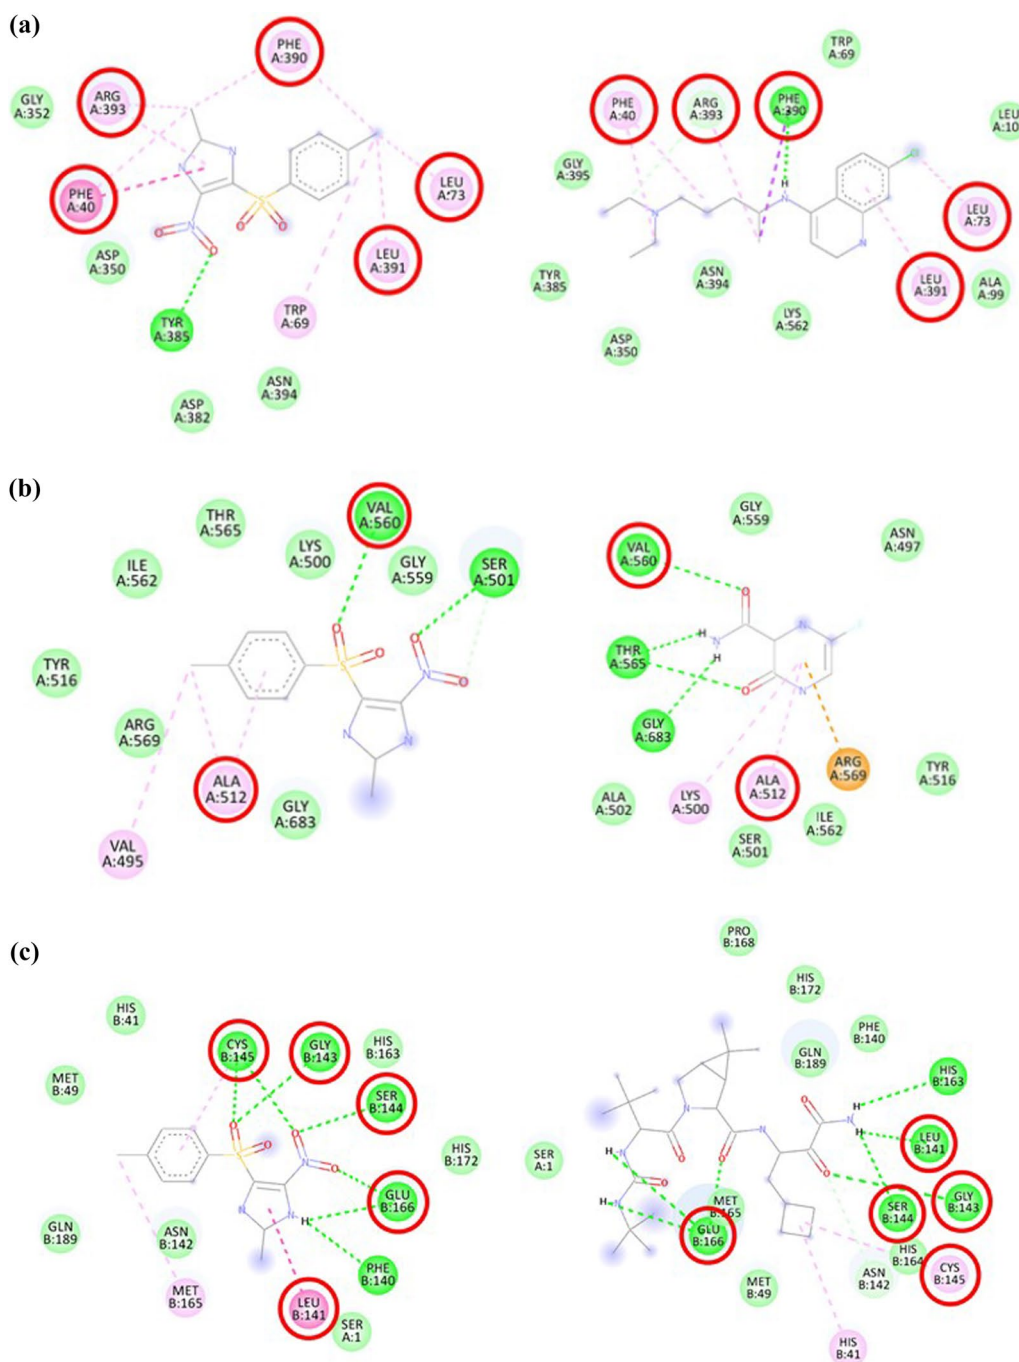 (a)
PHE
A:390
GLY
A:352
ARG
A:393
PHE
A:40
LEU
A:73
ASP
A:350
LEU
A:391
TRP
A:69
TYR
A:385
ASN
A:394
ASP
A:382
N
N
N
S
O
O
O
O
TRP
A:69
PHE
A:40
ARG
A:393
PHE
A:390
LEU
A:10
GLY
A:395
H
N
N
Cl
N
LEU
A:73
TYR
A:385
ASN
A:394
LEU
A:391
ALA
A:99
LYS
A:562
ASP
A:350
(b)
THR
A:565
VAL
A:560
LYS
A:500
GLY
A:559
SER
A:501
ILE
A:562
TYR
A:516
ARG
A:569
ALA
A:512
GLY
A:683
VAL
A:495
O
O
S
O
N
O
N
N
GLY
A:559
VAL
A:560
ASN
A:497
THR
A:565
GLY
A:683
O
H
N
H
N
F
O
N
ARG
A:569
TYR
A:516
ALA
A:502
LYS
A:500
ALA
A:512
ILE
A:562
SER
A:501
(c)
HIS
B:41
CYS
B:145
GLY
B:143
HIS
B:163
MET
B:49
SER
B:144
HIS
B:172
GLU
B:166
GLN
B:189
ASN
B:142
PHE
B:140
MET
B:165
LEU
B:141
SER
A:1
O
O
S
O
N
O
N
N
H
PRO
B:168
HIS
B:172
PHE
B:140
GLN
B:189
HIS
B:163
LEU
B:141
SER
A:1
MET
B:165
GLU
B:166
SER
B:144
GLY
B:143
HIS
B:164
MET
B:49
ASN
B:142
CYS
B:145
HIS
B:41
N
H
N
O
O
H
N
O
N
O
O
N
H
H
O